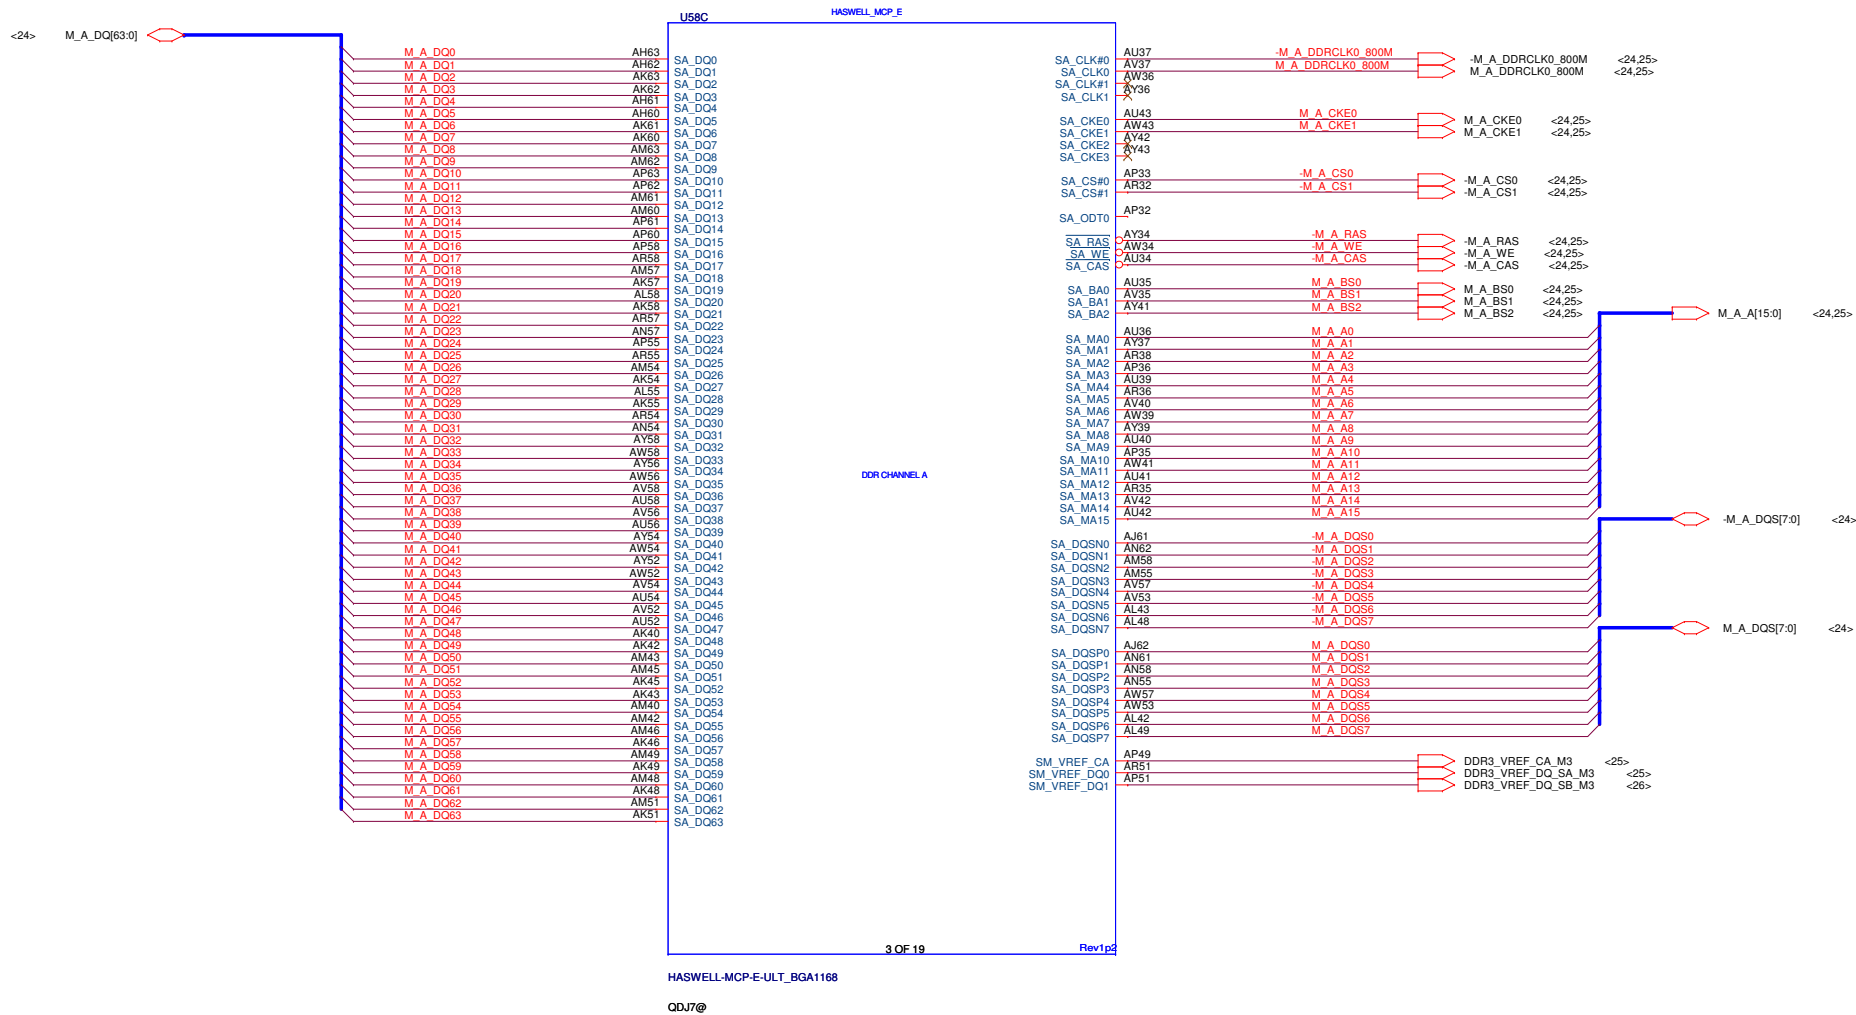 U58C
HASWELL_MCP_E
<24> M_A_DQ[63:0]
M_A_DQ0 AH63 SA_DQ0
M_A_DQ1 AH62 SA_DQ1
M_A_DQ2 AK63 SA_DQ2
M_A_DQ3 AK62 SA_DQ3
M_A_DQ4 AH61 SA_DQ4
M_A_DQ5 AH60 SA_DQ5
M_A_DQ6 AK61 SA_DQ6
M_A_DQ7 AK60 SA_DQ7
M_A_DQ8 AM63 SA_DQ8
M_A_DQ9 AM62 SA_DQ9
M_A_DQ10 AP63 SA_DQ10
M_A_DQ11 AP62 SA_DQ11
M_A_DQ12 AM61 SA_DQ12
M_A_DQ13 AM60 SA_DQ13
M_A_DQ14 AP61 SA_DQ14
M_A_DQ15 AP60 SA_DQ15
M_A_DQ16 AP58 SA_DQ16
M_A_DQ17 AR58 SA_DQ17
M_A_DQ18 AM57 SA_DQ18
M_A_DQ19 AK57 SA_DQ19
M_A_DQ20 AL58 SA_DQ20
M_A_DQ21 AK58 SA_DQ21
M_A_DQ22 AR57 SA_DQ22
M_A_DQ23 AN57 SA_DQ23
M_A_DQ24 AP55 SA_DQ24
M_A_DQ25 AR55 SA_DQ25
M_A_DQ26 AM54 SA_DQ26
M_A_DQ27 AK54 SA_DQ27
M_A_DQ28 AL55 SA_DQ28
M_A_DQ29 AK55 SA_DQ29
M_A_DQ30 AR54 SA_DQ30
M_A_DQ31 AN54 SA_DQ31
M_A_DQ32 AY58 SA_DQ32
M_A_DQ33 AW58 SA_DQ33
M_A_DQ34 AY56 SA_DQ34
M_A_DQ35 AW56 SA_DQ35
M_A_DQ36 AV58 SA_DQ36
M_A_DQ37 AU58 SA_DQ37
M_A_DQ38 AV56 SA_DQ38
M_A_DQ39 AU56 SA_DQ39
M_A_DQ40 AY54 SA_DQ40
M_A_DQ41 AW54 SA_DQ41
M_A_DQ42 AY52 SA_DQ42
M_A_DQ43 AW52 SA_DQ43
M_A_DQ44 AV54 SA_DQ44
M_A_DQ45 AU54 SA_DQ45
M_A_DQ46 AV52 SA_DQ46
M_A_DQ47 AU52 SA_DQ47
M_A_DQ48 AK40 SA_DQ48
M_A_DQ49 AK42 SA_DQ49
M_A_DQ50 AM43 SA_DQ50
M_A_DQ51 AM45 SA_DQ51
M_A_DQ52 AK45 SA_DQ52
M_A_DQ53 AK43 SA_DQ53
M_A_DQ54 AM40 SA_DQ54
M_A_DQ55 AM42 SA_DQ55
M_A_DQ56 AM46 SA_DQ56
M_A_DQ57 AK46 SA_DQ57
M_A_DQ58 AM49 SA_DQ58
M_A_DQ59 AK49 SA_DQ59
M_A_DQ60 AM48 SA_DQ60
M_A_DQ61 AK48 SA_DQ61
M_A_DQ62 AM51 SA_DQ62
M_A_DQ63 AK51 SA_DQ63
DDR CHANNEL A
SA_CLK#0 AU37 -M_A_DDRCLK0_800M -M_A_DDRCLK0_800M <24,25>
SA_CLK0 AV37 M_A_DDRCLK0_800M M_A_DDRCLK0_800M <24,25>
SA_CLK#1 AW36
SA_CLK1 AY36
SA_CKE0 AU43 M_A_CKE0 M_A_CKE0 <24,25>
SA_CKE1 AW43 M_A_CKE1 M_A_CKE1 <24,25>
SA_CKE2 AY42
SA_CKE3 AY43
SA_CS#0 AP33 -M_A_CS0 -M_A_CS0 <24,25>
SA_CS#1 AR32 -M_A_CS1 -M_A_CS1 <24,25>
SA_ODT0 AP32
SA_RAS AY34 -M_A_RAS -M_A_RAS <24,25>
SA_WE AW34 -M_A_WE -M_A_WE <24,25>
SA_CAS AU34 -M_A_CAS -M_A_CAS <24,25>
SA_BA0 AU35 M_A_BS0 M_A_BS0 <24,25>
SA_BA1 AV35 M_A_BS1 M_A_BS1 <24,25>
SA_BA2 AY41 M_A_BS2 M_A_BS2 <24,25>
M_A_A[15:0] <24,25>
SA_MA0 AU36 M_A_A0
SA_MA1 AY37 M_A_A1
SA_MA2 AR38 M_A_A2
SA_MA3 AP36 M_A_A3
SA_MA4 AU39 M_A_A4
SA_MA5 AR36 M_A_A5
SA_MA6 AV40 M_A_A6
SA_MA7 AW39 M_A_A7
SA_MA8 AY39 M_A_A8
SA_MA9 AU40 M_A_A9
SA_MA10 AP35 M_A_A10
SA_MA11 AW41 M_A_A11
SA_MA12 AU41 M_A_A12
SA_MA13 AR35 M_A_A13
SA_MA14 AV42 M_A_A14
SA_MA15 AU42 M_A_A15
-M_A_DQS[7:0] <24>
SA_DQSN0 AJ61 -M_A_DQS0
SA_DQSN1 AN62 -M_A_DQS1
SA_DQSN2 AM58 -M_A_DQS2
SA_DQSN3 AM55 -M_A_DQS3
SA_DQSN4 AV57 -M_A_DQS4
SA_DQSN5 AV53 -M_A_DQS5
SA_DQSN6 AL43 -M_A_DQS6
SA_DQSN7 AL48 -M_A_DQS7
M_A_DQS[7:0] <24>
SA_DQSP0 AJ62 M_A_DQS0
SA_DQSP1 AN61 M_A_DQS1
SA_DQSP2 AN58 M_A_DQS2
SA_DQSP3 AN55 M_A_DQS3
SA_DQSP4 AW57 M_A_DQS4
SA_DQSP5 AW53 M_A_DQS5
SA_DQSP6 AL42 M_A_DQS6
SA_DQSP7 AL49 M_A_DQS7
SM_VREF_CA AP49 DDR3_VREF_CA_M3 <25>
SM_VREF_DQ0 AR51 DDR3_VREF_DQ_SA_M3 <25>
SM_VREF_DQ1 AP51 DDR3_VREF_DQ_SB_M3 <26>
3 OF 19
Rev1p2
HASWELL-MCP-E-ULT_BGA1168
QDJ7@